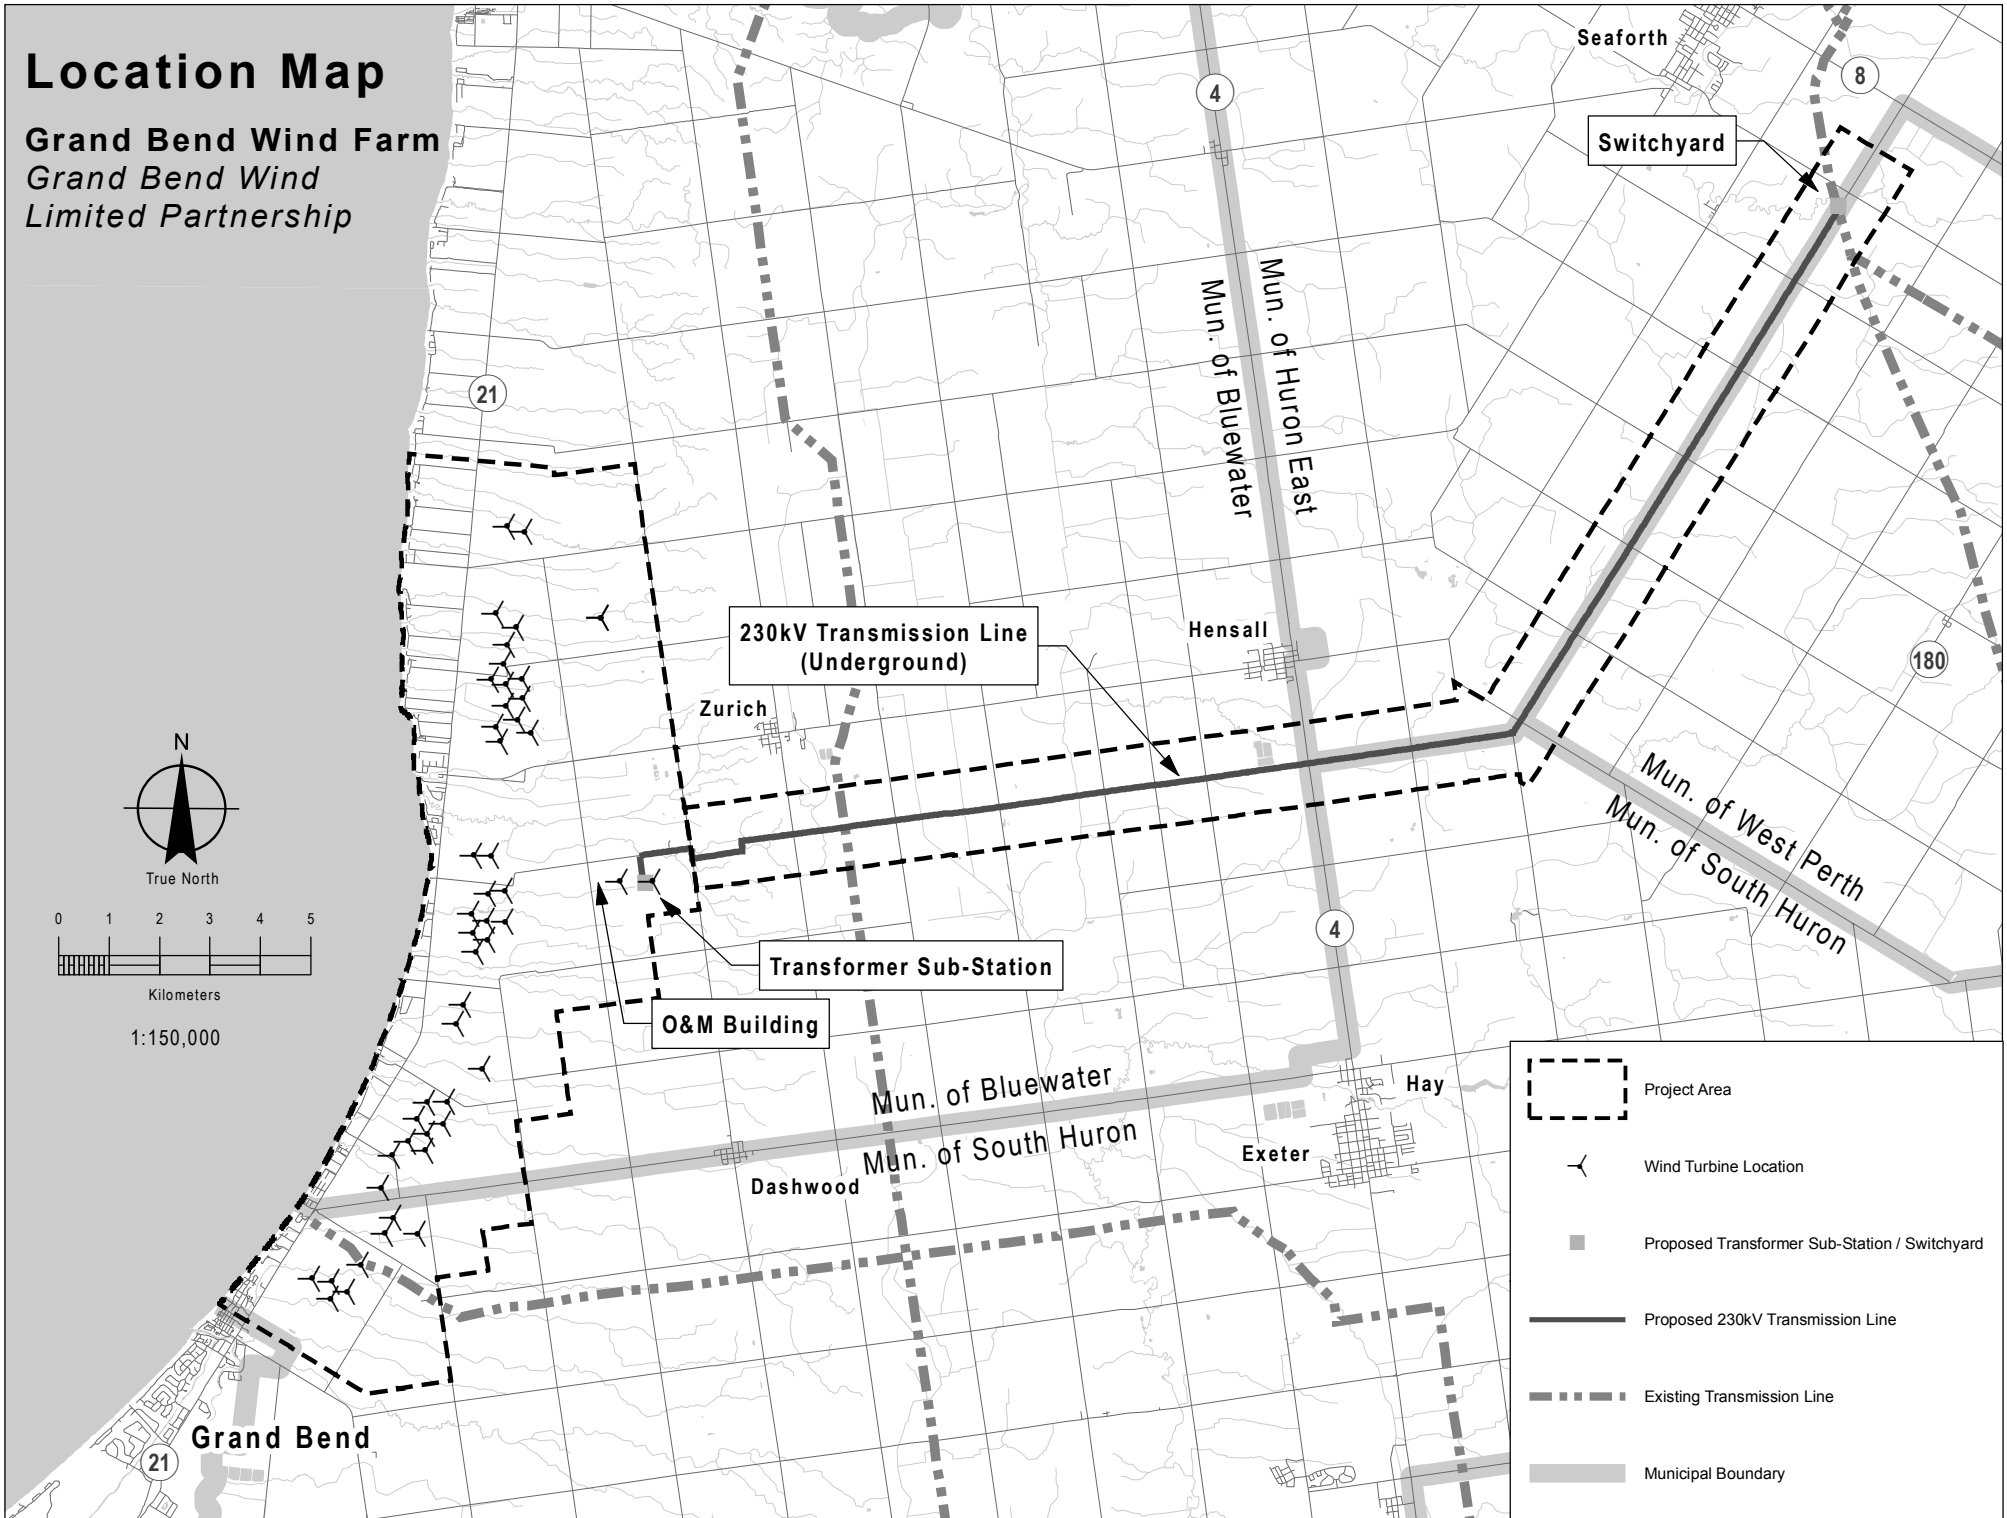 Location Map
Grand Bend Wind Farm
Grand Bend Wind
Limited Partnership
Seaforth
8
4
Switchyard
21
Mun. of Huron East
Mun. of Bluewater
230kV Transmission Line
(Underground)
Hensall
180
Zurich
N
True North
0 1 2 3 4 5
Kilometers
1:150,000
Mun. of West Perth
Mun. of South Huron
4
Transformer Sub-Station
O&M Building
Mun. of Bluewater
Mun. of South Huron
Hay
Exeter
Dashwood
Grand Bend
21
Project Area
Wind Turbine Location
Proposed Transformer Sub-Station / Switchyard
Proposed 230kV Transmission Line
Existing Transmission Line
Municipal Boundary